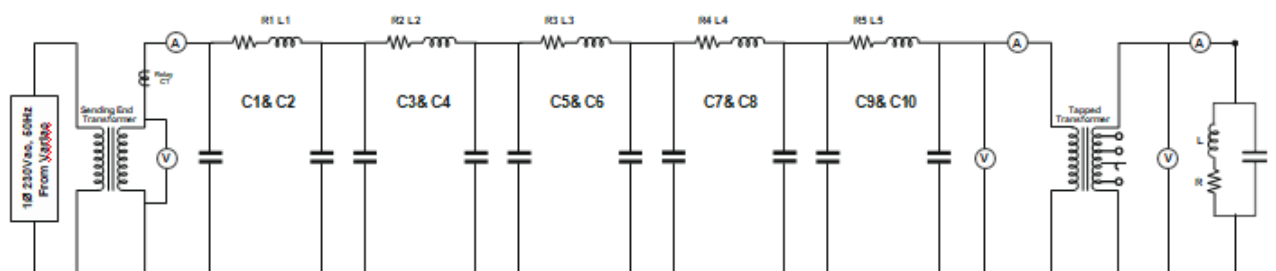 R1 L1
R2 L2
R3 L3
R4 L4
R5 L5
A
A
A
Relay
CT
C1& C2
C3& C4
C5& C6
C7& C8
C9& C10
1Ø 230Vac, 50Hz
From Variac
Sending End
Transformer
Tapped
Transformer
V
V
V
L
R